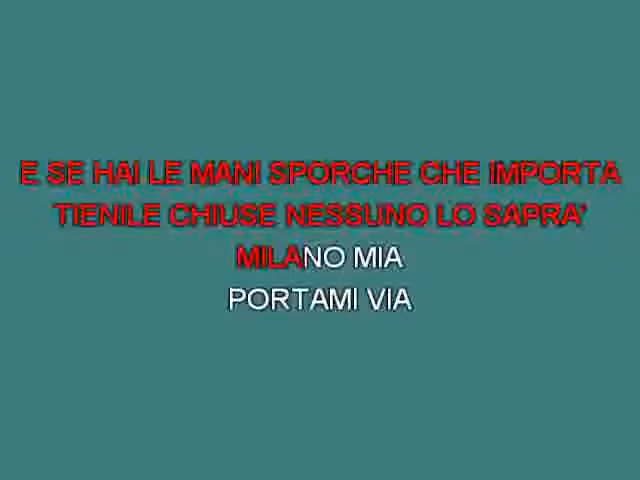 E SE HAI LE MANI SPORCHE CHE IMPORTA
TIENILE CHIUSE NESSUNO LO SAPRA'
MILANO MIA
PORTAMI VIA